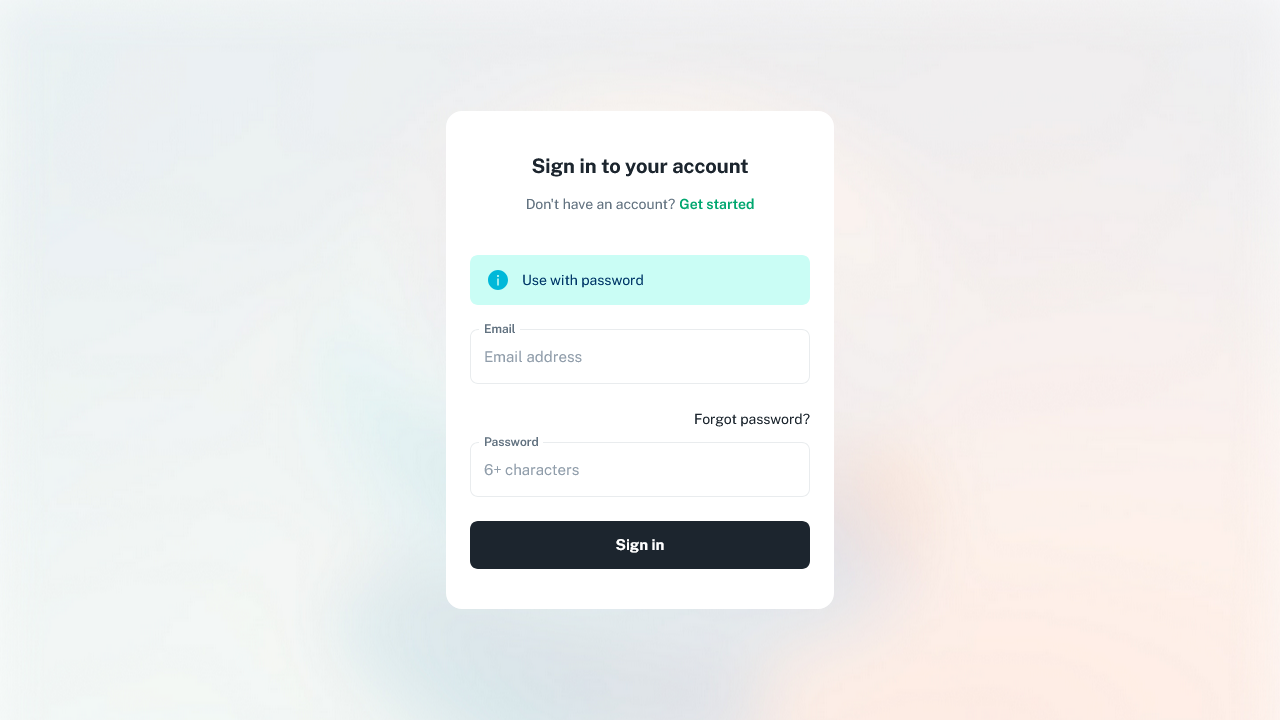 Sign in to your account
Don't have an account? Get started
Use with password
Email
Email address
Forgot password?
Password
6+ characters
Sign in